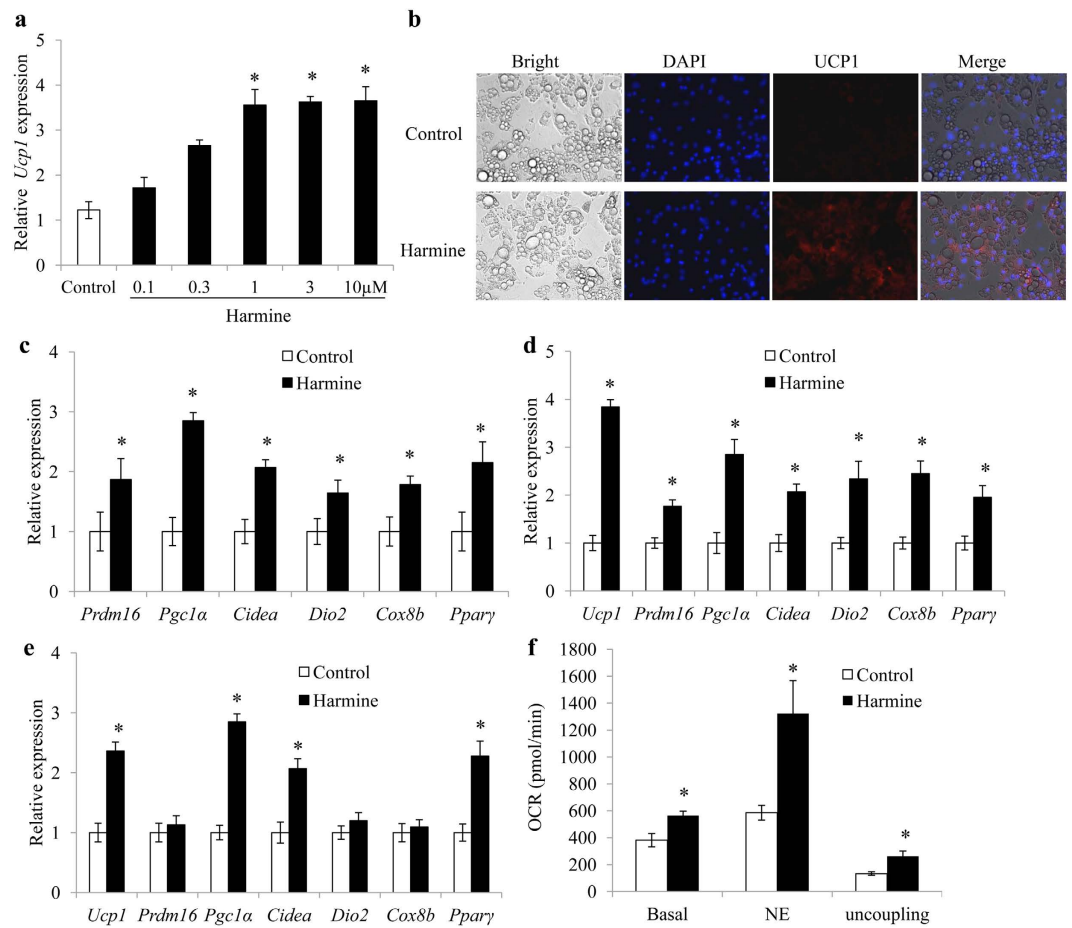 a
Relative Ucp1 expression
5
4
3
2
1
0
* * *
Control 0.1 0.3 1 3 10μM
Harmine
b
Bright DAPI UCP1 Merge
Control
Harmine
c
Relative expression
4
3
2
1
0
Control
Harmine
* * * * * *
Prdm16 Pgc1α Cidea Dio2 Cox8b Pparγ
d
Relative expression
5
4
3
2
1
0
Control
Harmine
* * * * * * *
Ucp1 Prdm16 Pgc1α Cidea Dio2 Cox8b Pparγ
e
Relative expression
4
3
2
1
0
Control
Harmine
* * * *
Ucp1 Prdm16 Pgc1α Cidea Dio2 Cox8b Pparγ
f
OCR (pmol/min)
1800
1600
1400
1200
1000
800
600
400
200
0
Control
Harmine
* * *
Basal NE uncoupling